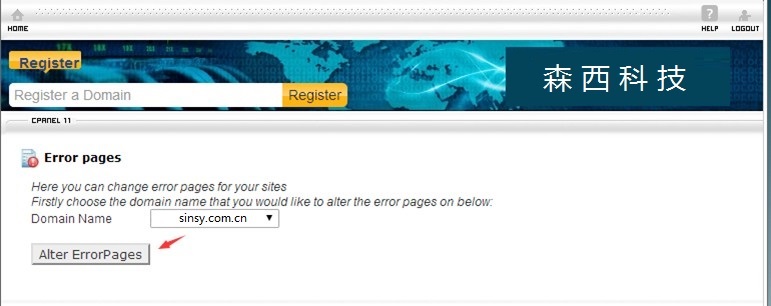 HOME
HELP
LOGOUT
Register
Register a Domain
Register
森西科技
CPANEL 11
Error pages
Here you can change error pages for your sites
Firstly choose the domain name that you would like to alter the error pages on below:
Domain Name
sinsy.com.cn
Alter ErrorPages